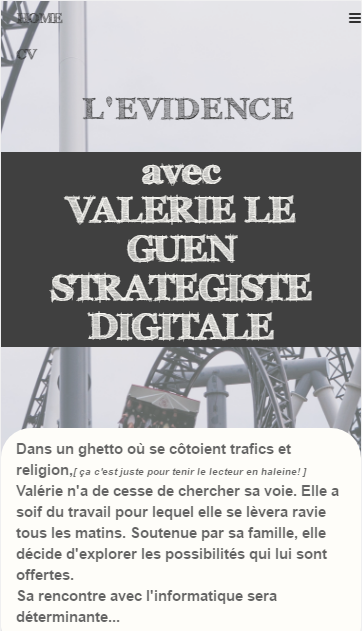 HOME
CV
L'EVIDENCE
avec
VALERIE LE
GUEN
STRATEGISTE
DIGITALE
Dans un ghetto où se côtoient trafics et
religion,[ ça c'est juste pour tenir le lecteur en haleine! ]
Valérie n'a de cesse de chercher sa voie. Elle a
soif du travail pour lequel elle se lèvera ravie
tous les matins. Soutenue par sa famille, elle
décide d'explorer les possibilités qui lui sont
offertes.
Sa rencontre avec l'informatique sera
déterminante...